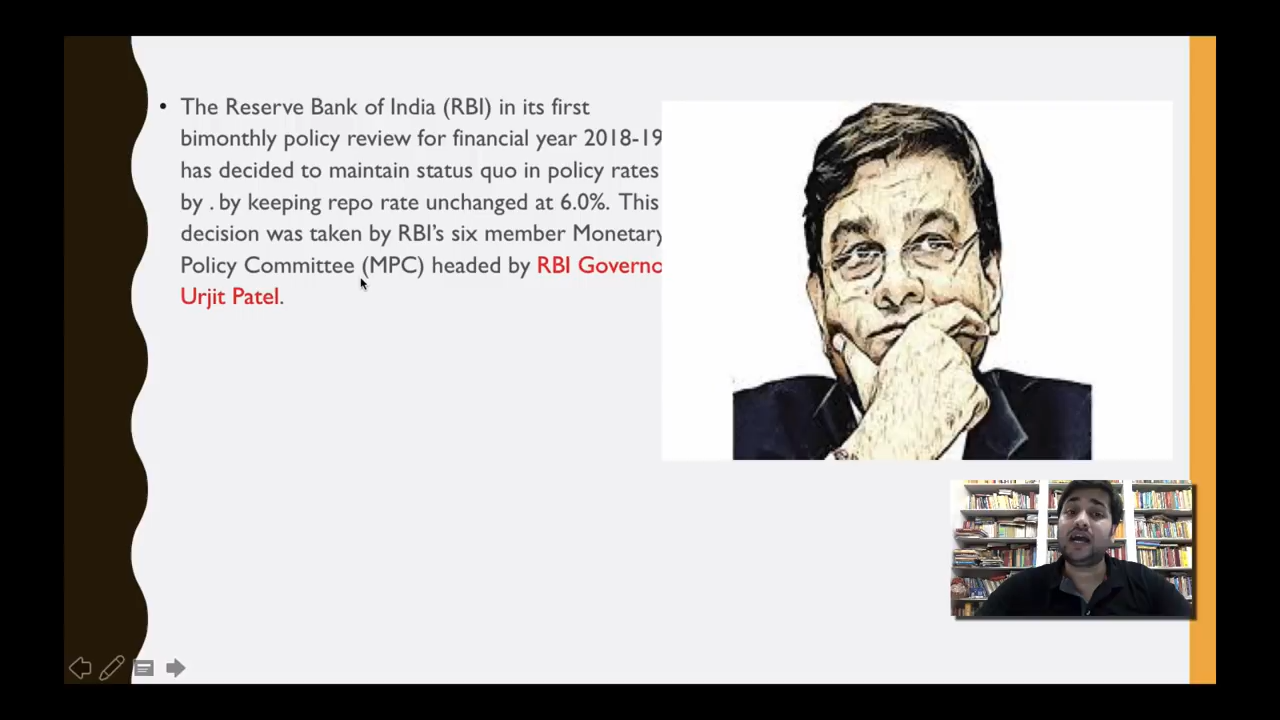 • The Reserve Bank of India (RBI) in its first
bimonthly policy review for financial year 2018-19
has decided to maintain status quo in policy rates
by . by keeping repo rate unchanged at 6.0%. This
decision was taken by RBI’s six member Monetary
Policy Committee (MPC) headed by RBI Governo
Urjit Patel.